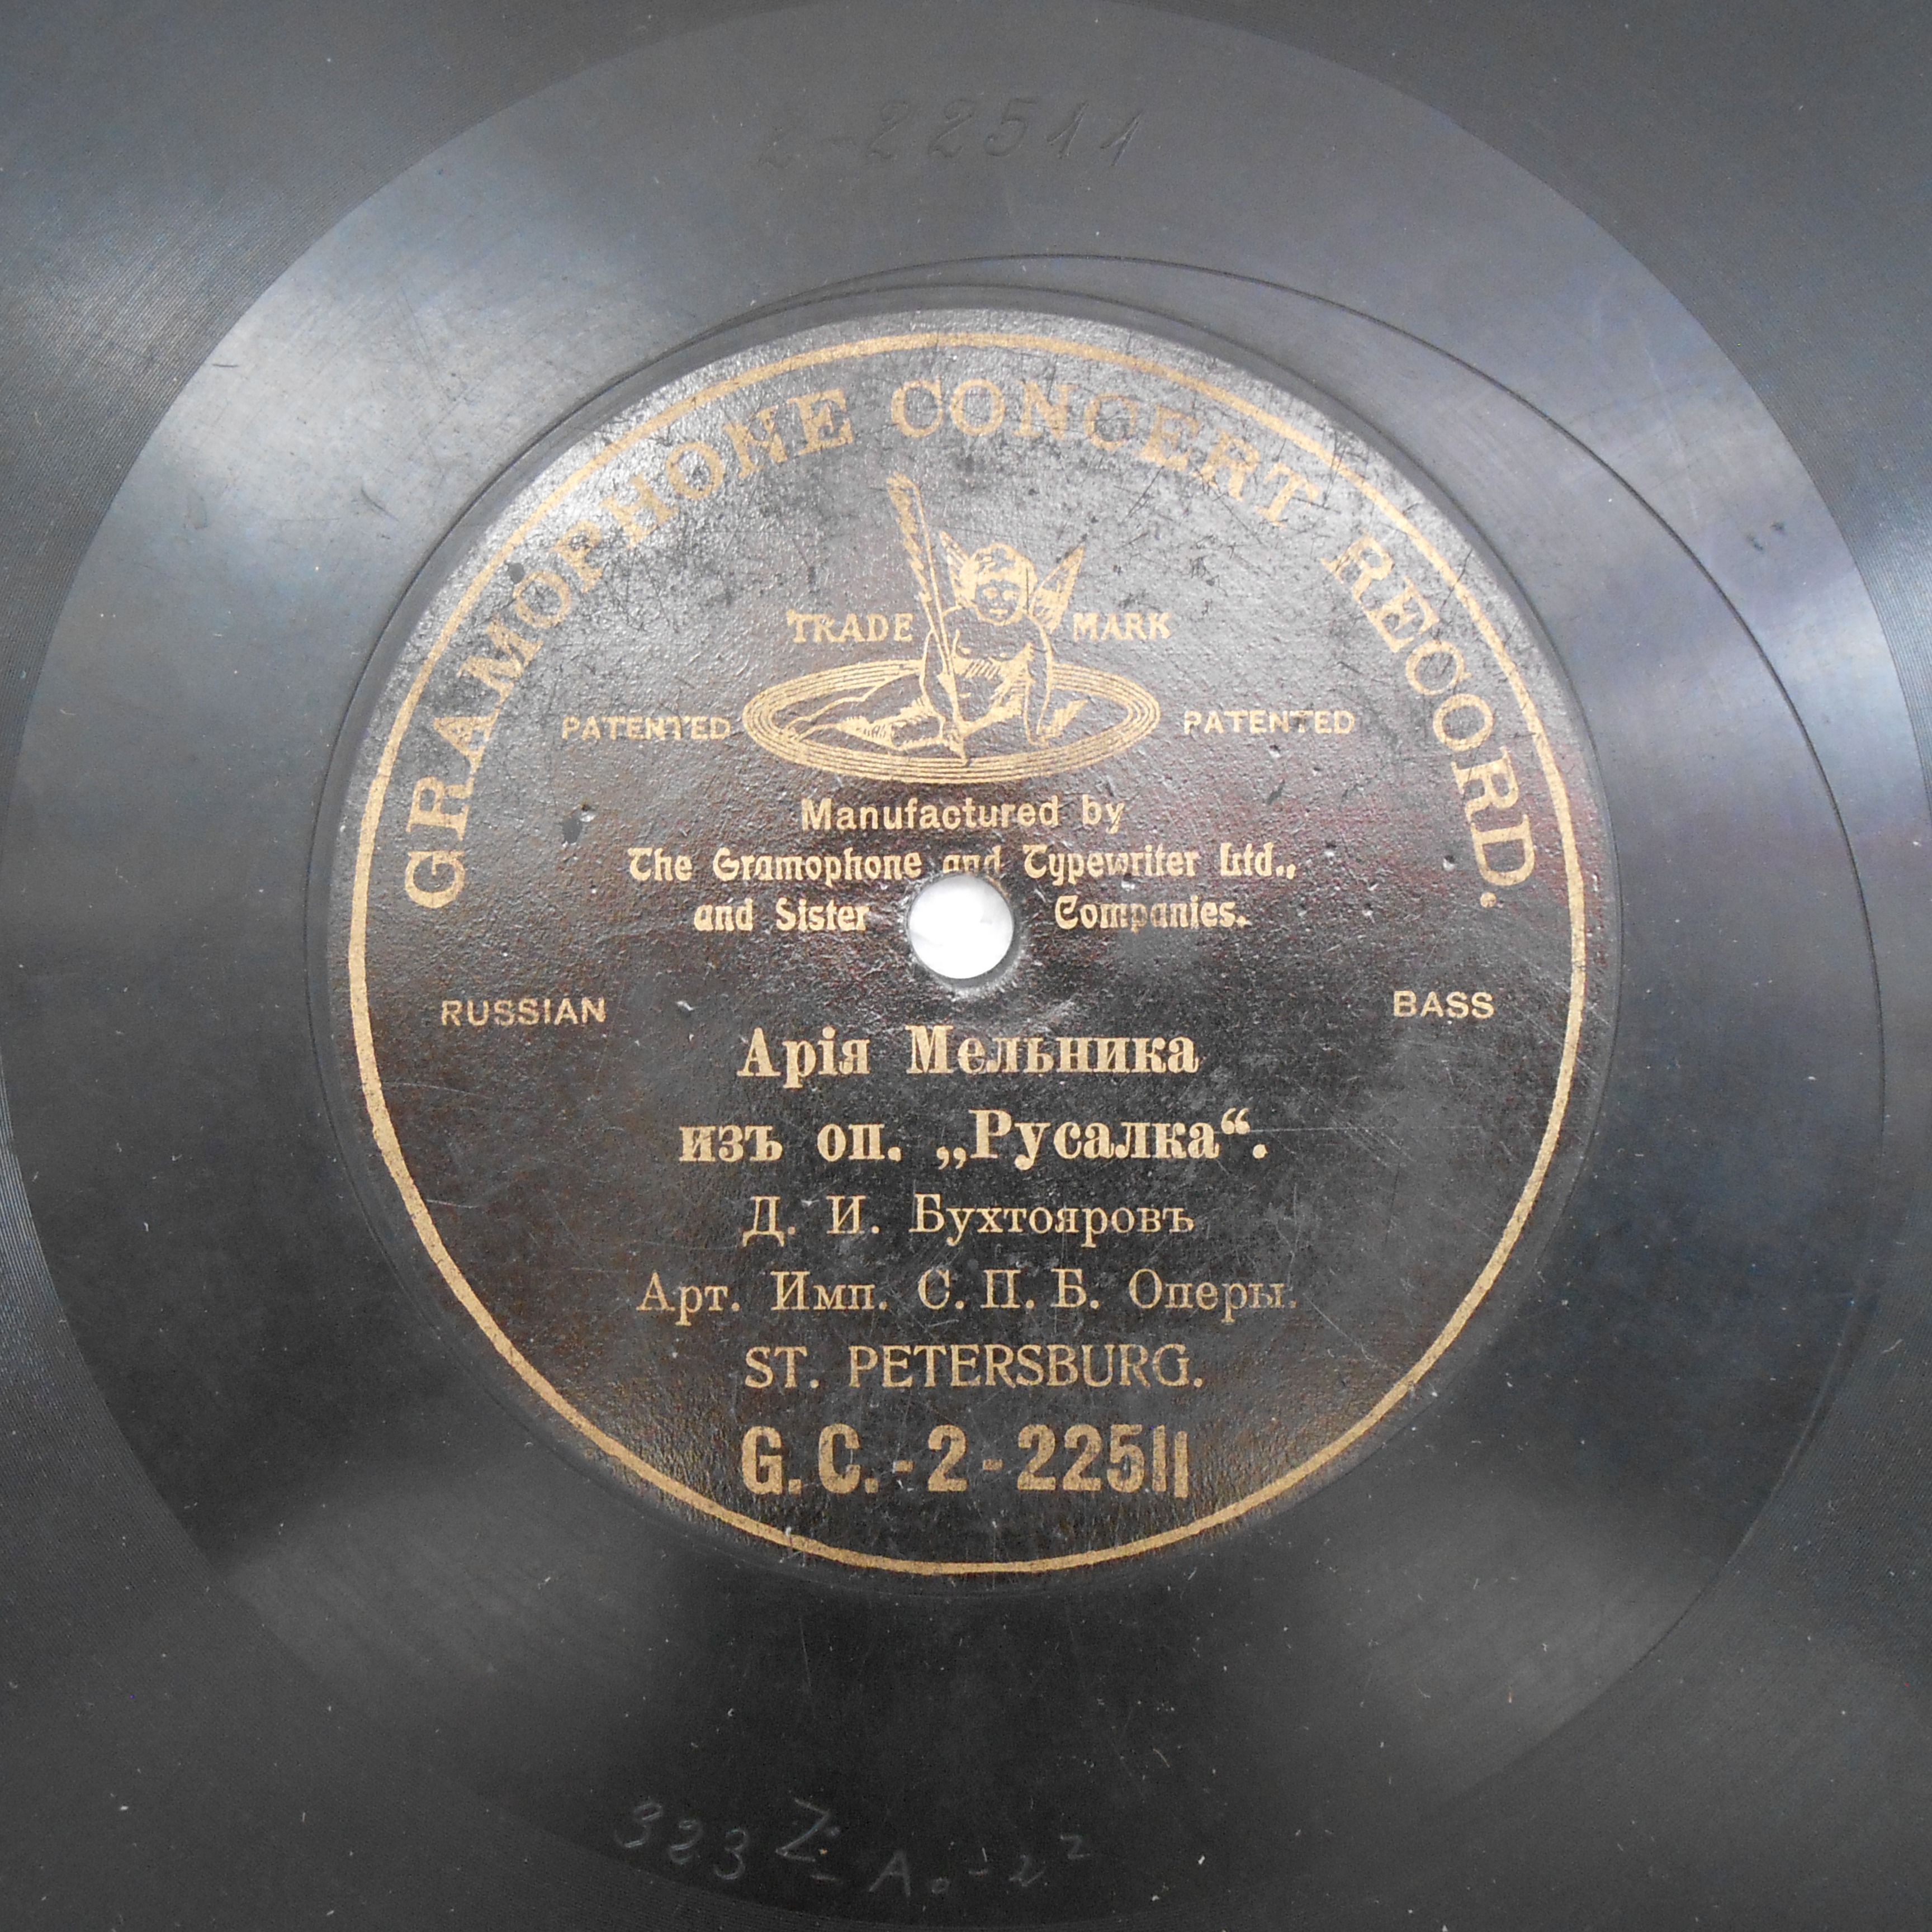 2-22511
GRAMOPHONE CONCERT RECORD.
TRADE MARK
PATENTED PATENTED
Manufactured by
The Gramophone and Typewriter Ltd.,
and Sister Companies.
RUSSIAN BASS
Арія Мельника
изъ оп. „Русалка“.
Д. И. Бухтояровъ
Арт. Имп. С. П. Б. Оперы.
ST. PETERSBURG.
G. C. - 2 - 22511
323 Z